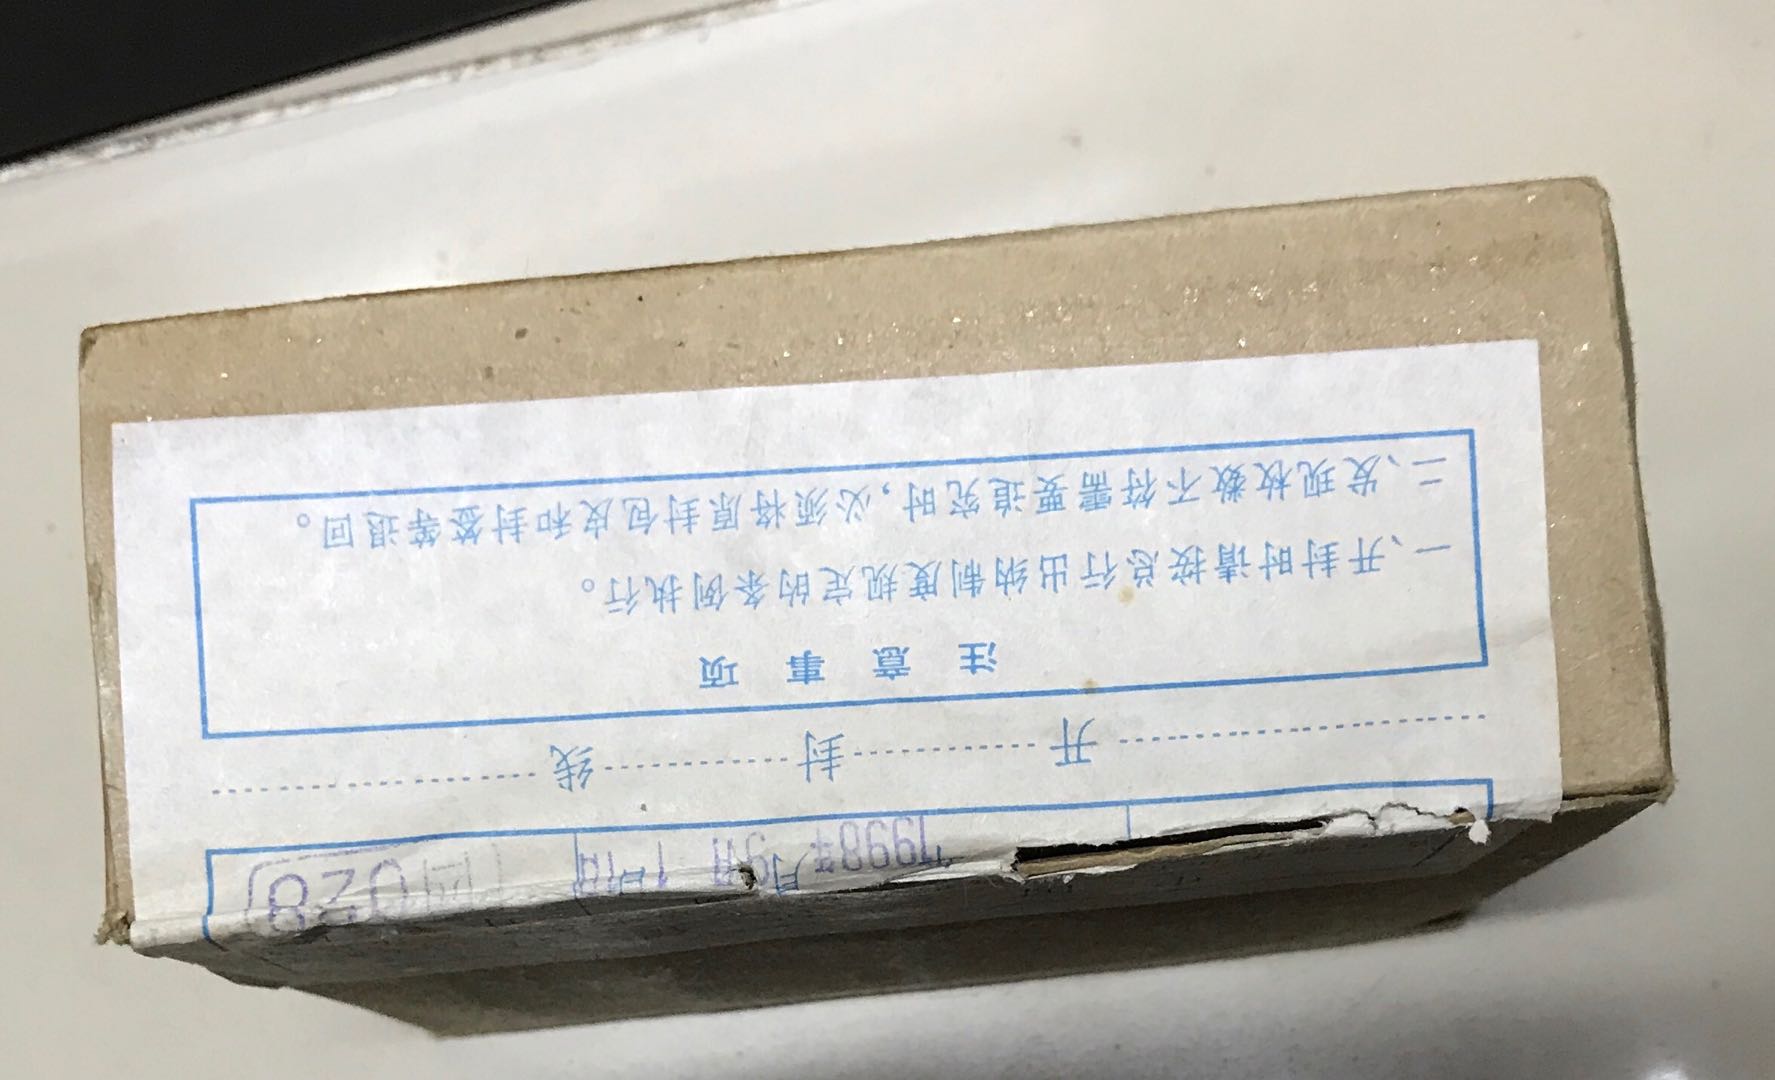 1998年 9月 1日 028
开 封 线
注 意 事 项
一、开封时请按总行出纳制度规定的条例执行。
二、发现枚数不符需要追究时,必须将原封包皮和封签等退回。